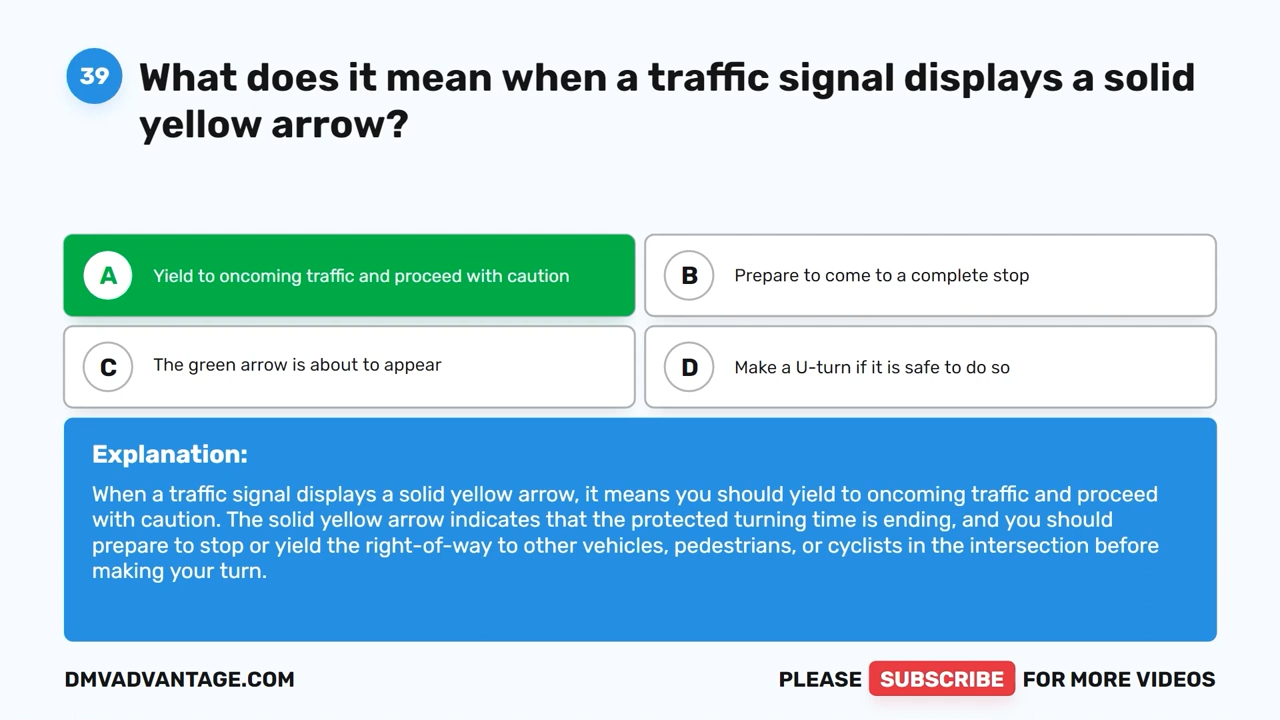 39
What does it mean when a traffic signal displays a solid
yellow arrow?
A Yield to oncoming traffic and proceed with caution
B Prepare to come to a complete stop
C The green arrow is about to appear
D Make a U-turn if it is safe to do so
Explanation:
When a traffic signal displays a solid yellow arrow, it means you should yield to oncoming traffic and proceed
with caution. The solid yellow arrow indicates that the protected turning time is ending, and you should
prepare to stop or yield the right-of-way to other vehicles, pedestrians, or cyclists in the intersection before
making your turn.
DMVADVANTAGE.COM
PLEASE SUBSCRIBE FOR MORE VIDEOS